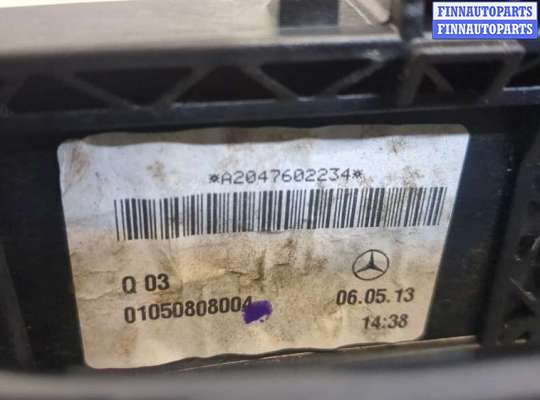 FINNAUTOPARTS
FINNAUTOPARTS
*A2047602234*
Q 03
01050808004
06.05.13
14:38